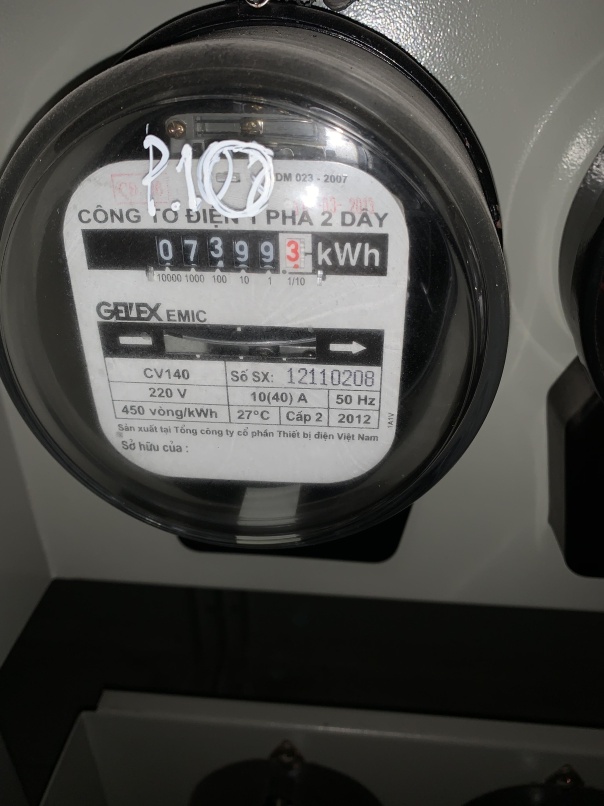 P.107
ĐM 023 - 2007
CÔNG TƠ ĐIỆN 1 PHA 2 DÂY
0 7 3 9 9 3 kWh
10000 1000 100 10 1 1/10
GELEX EMIC
CV140 Số SX: 12110208
220 V 10(40) A 50 Hz
450 vòng/kWh 27°C Cấp 2 2012
Sản xuất tại Tổng công ty cổ phần Thiết bị điện Việt Nam
Sở hữu của :
1A1V